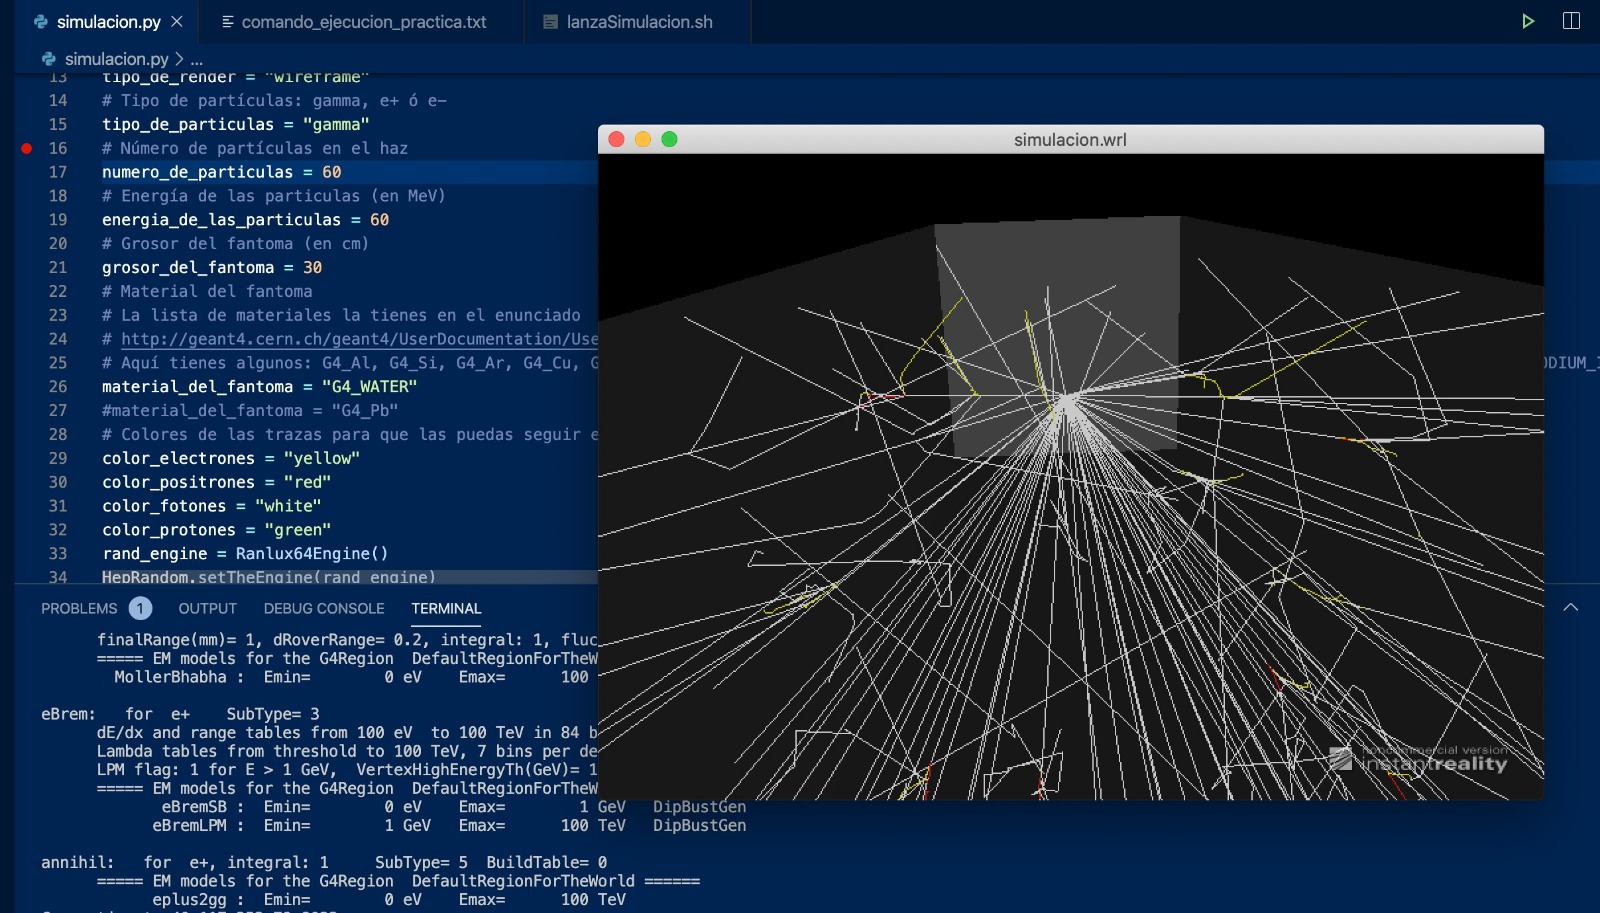 simulacion.py
comando_ejecucion_practica.txt
lanzaSimulacion.sh
simulacion.py > ...
13 tipo_de_render = "wireframe"
14 # Tipo de partículas: gamma, e+ ó e-
15 tipo_de_particulas = "gamma"
16 # Número de partículas en el haz
17 numero_de_particulas = 60
18 # Energía de las particulas (en MeV)
19 energia_de_las_particulas = 60
20 # Grosor del fantoma (en cm)
21 grosor_del_fantoma = 30
22 # Material del fantoma
23 # La lista de materiales la tienes en el enunciado
24 # http://geant4.cern.ch/geant4/UserDocumentation/Use
25 # Aquí tienes algunos: G4_Al, G4_Si, G4_Ar, G4_Cu, G
26 material_del_fantoma = "G4_WATER"
27 #material_del_fantoma = "G4_Pb"
28 # Colores de las trazas para que las puedas seguir e
29 color_electrones = "yellow"
30 color_positrones = "red"
31 color_fotones = "white"
32 color_protones = "green"
33 rand_engine = Ranlux64Engine()
34 HepRandom.setTheEngine(rand_engine)
simulacion.wrl
noncommercial version
instantreality
PROBLEMS 1 OUTPUT DEBUG CONSOLE TERMINAL
finalRange(mm)= 1, dRoverRange= 0.2, integral: 1, fluc
===== EM models for the G4Region DefaultRegionForTheW
MollerBhabha : Emin= 0 eV Emax= 100
eBrem: for e+ SubType= 3
dE/dx and range tables from 100 eV to 100 TeV in 84 b
Lambda tables from threshold to 100 TeV, 7 bins per de
LPM flag: 1 for E > 1 GeV, VertexHighEnergyTh(GeV)= 1
===== EM models for the G4Region DefaultRegionForTheW
eBremSB : Emin= 0 eV Emax= 1 GeV DipBustGen
eBremLPM : Emin= 1 GeV Emax= 100 TeV DipBustGen
annihil: for e+, integral: 1 SubType= 5 BuildTable= 0
===== EM models for the G4Region DefaultRegionForTheWorld ======
eplus2gg : Emin= 0 eV Emax= 100 TeV